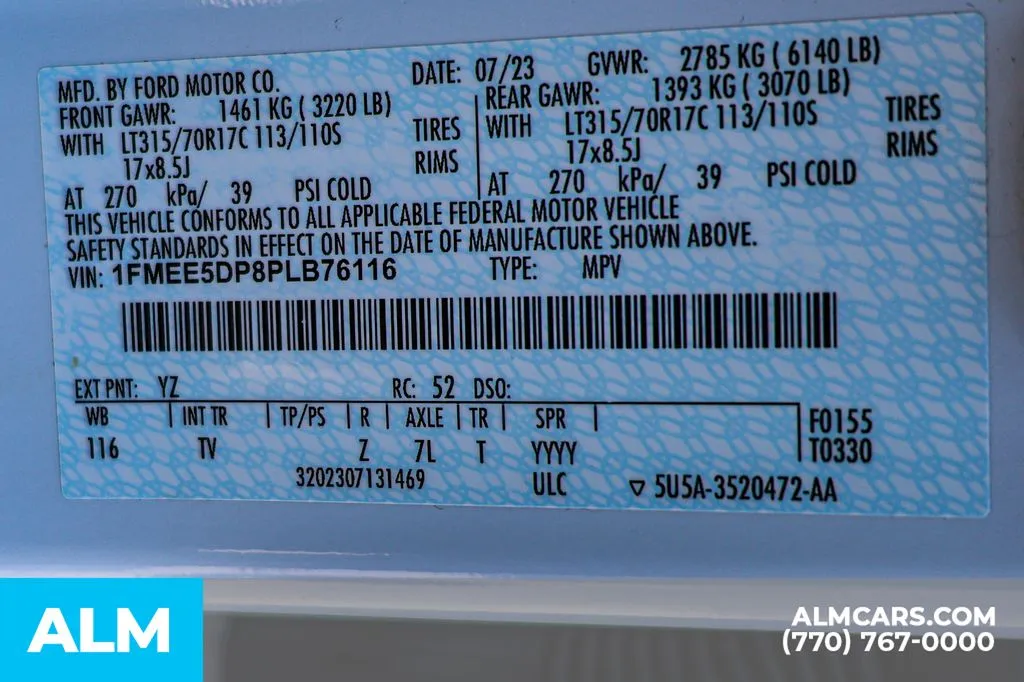 MFD. BY FORD MOTOR CO. DATE: 07/23 GVWR: 2785 KG ( 6140 LB)
FRONT GAWR: 1461 KG ( 3220 LB) REAR GAWR: 1393 KG ( 3070 LB)
WITH LT315/70R17C 113/110S TIRES WITH LT315/70R17C 113/110S TIRES
17x8.5J RIMS 17x8.5J RIMS
AT 270 kPa/ 39 PSI COLD AT 270 kPa/ 39 PSI COLD
THIS VEHICLE CONFORMS TO ALL APPLICABLE FEDERAL MOTOR VEHICLE
SAFETY STANDARDS IN EFFECT ON THE DATE OF MANUFACTURE SHOWN ABOVE.
VIN: 1FMEE5DP8PLB76116 TYPE: MPV
EXT PNT: YZ RC: 52 DSO:
WB INT TR TP/PS R AXLE TR SPR F0155
116 TV Z 7L T YYYY T0330
3202307131469 ULC ▽ 5U5A-3520472-AA
ALM
ALMCARS.COM
(770) 767-0000